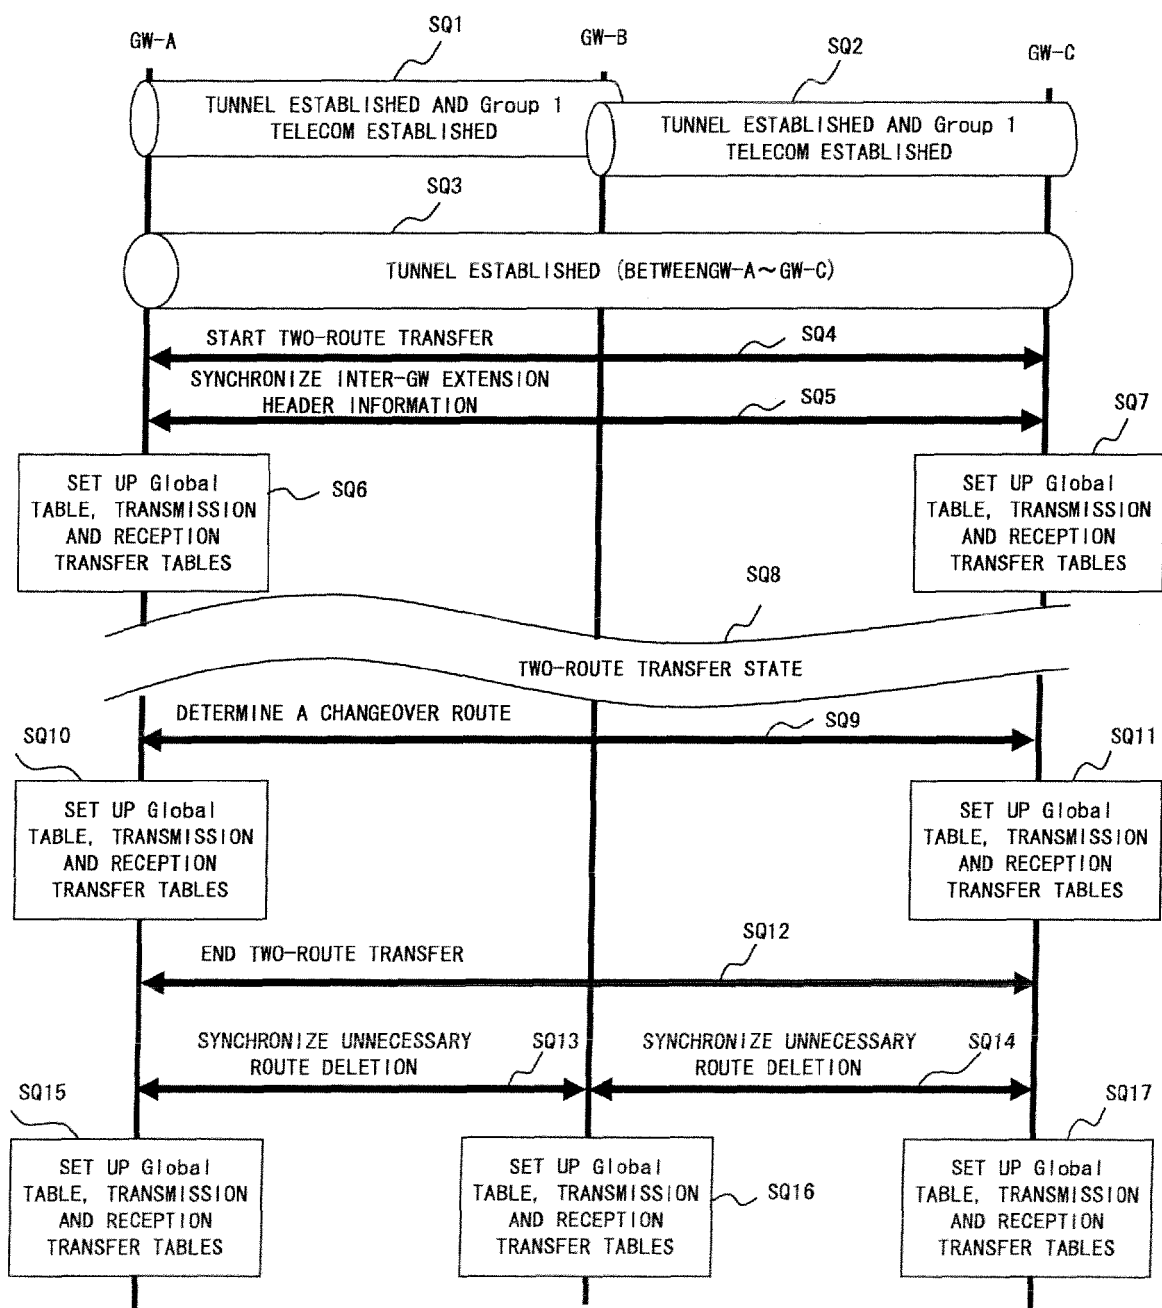 SQ1
GW-A
GW-B
SQ2
GW-C
TUNNEL ESTABLISHED AND Group 1
TELECOM ESTABLISHED
TUNNEL ESTABLISHED AND Group 1
TELECOM ESTABLISHED
SQ3
TUNNEL ESTABLISHED (BETWEENGW-A~GW-C)
START TWO-ROUTE TRANSFER
SQ4
SYNCHRONIZE INTER-GW EXTENSION
HEADER INFORMATION
SQ5
SQ7
SET UP Global
TABLE, TRANSMISSION
AND RECEPTION
TRANSFER TABLES
SQ6
SET UP Global
TABLE, TRANSMISSION
AND RECEPTION
TRANSFER TABLES
SQ8
TWO-ROUTE TRANSFER STATE
DETERMINE A CHANGEOVER ROUTE
SQ9
SQ10
SQ11
SET UP Global
TABLE, TRANSMISSION
AND RECEPTION
TRANSFER TABLES
SET UP Global
TABLE, TRANSMISSION
AND RECEPTION
TRANSFER TABLES
END TWO-ROUTE TRANSFER
SQ12
SYNCHRONIZE UNNECESSARY
ROUTE DELETION
SQ13
SYNCHRONIZE UNNECESSARY
ROUTE DELETION
SQ14
SQ15
SQ17
SET UP Global
TABLE, TRANSMISSION
AND RECEPTION
TRANSFER TABLES
SET UP Global
TABLE, TRANSMISSION
AND RECEPTION
TRANSFER TABLES
SQ16
SET UP Global
TABLE, TRANSMISSION
AND RECEPTION
TRANSFER TABLES